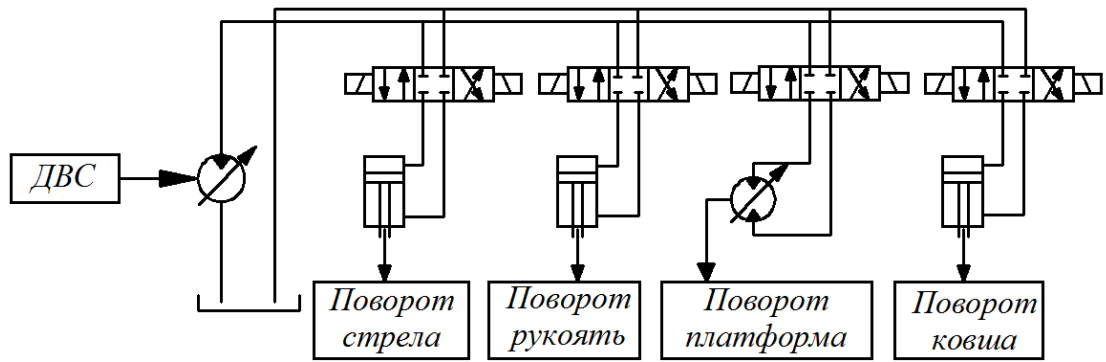 ДВС
Поворот
стрела
Поворот
рукоять
Поворот
платформа
Поворот
ковша